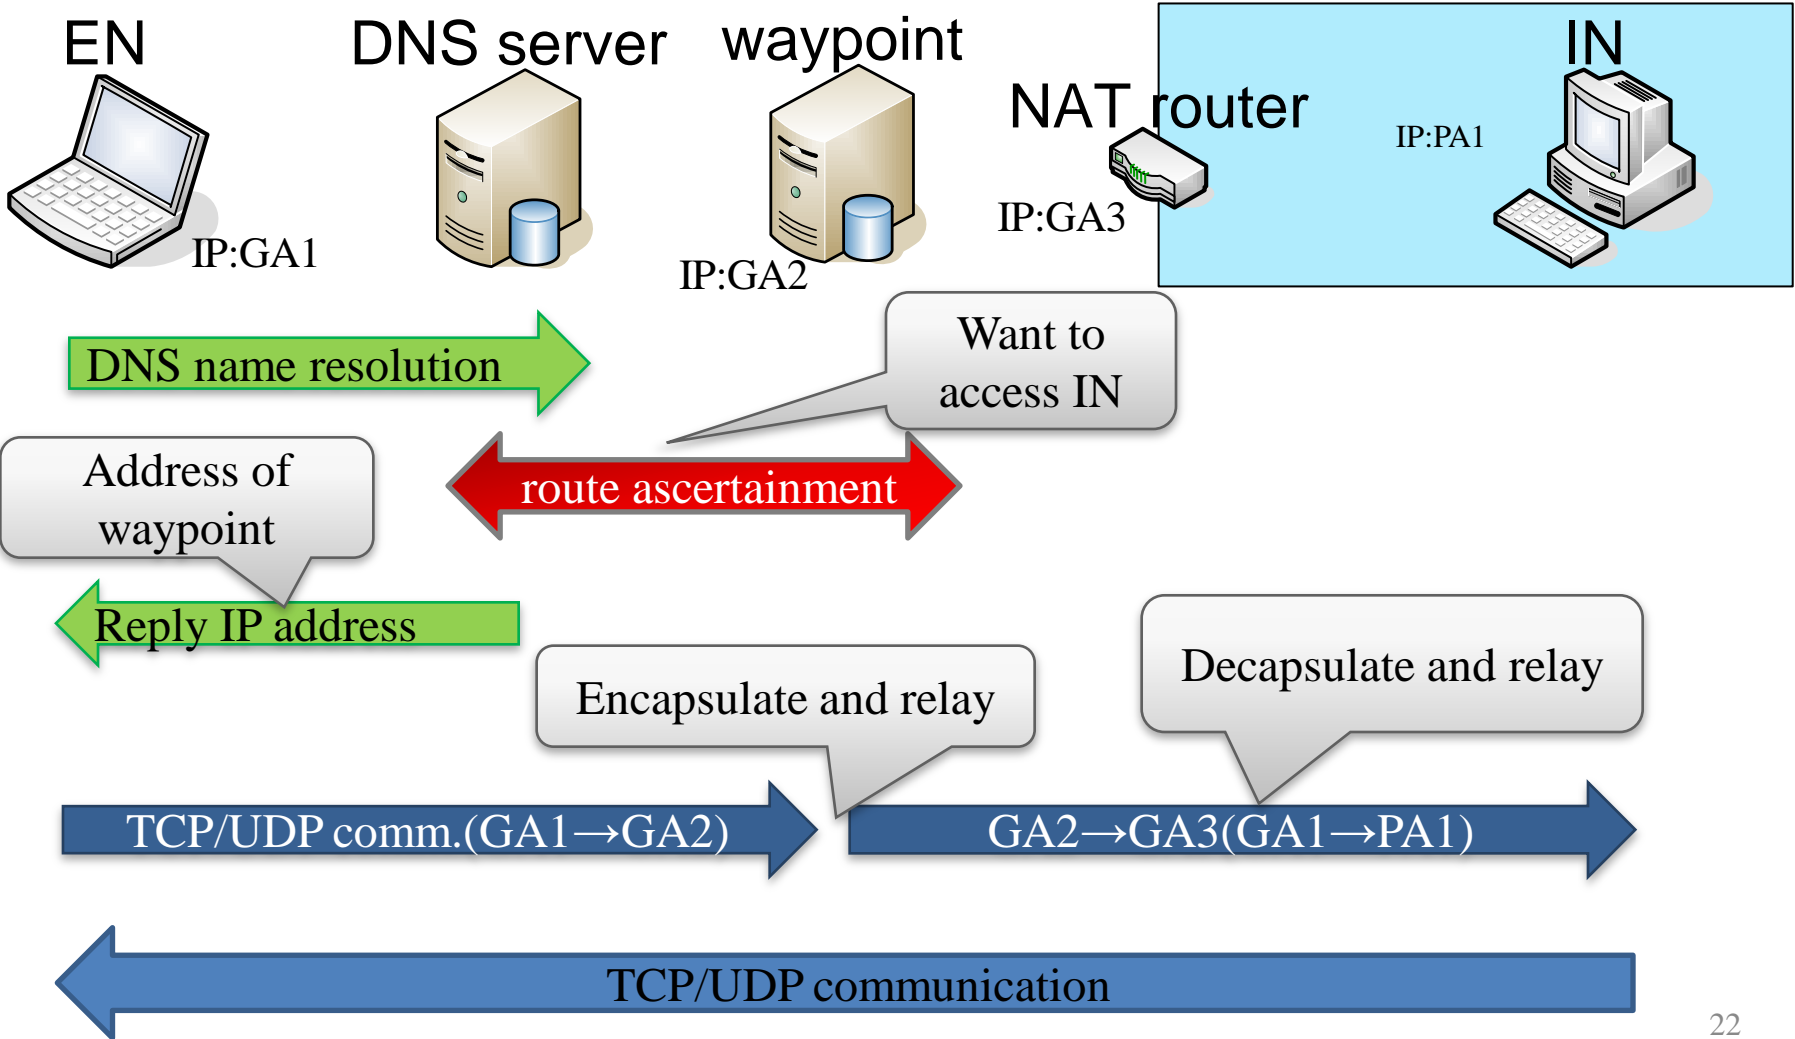 EN
DNS server
waypoint
IN
NAT router
IP:PA1
IP:GA3
IP:GA1
IP:GA2
Want to
access IN
DNS name resolution
Address of
waypoint
route ascertainment
Reply IP address
Encapsulate and relay
Decapsulate and relay
TCP/UDP comm.(GA1→GA2)
GA2→GA3(GA1→PA1)
TCP/UDP communication
22